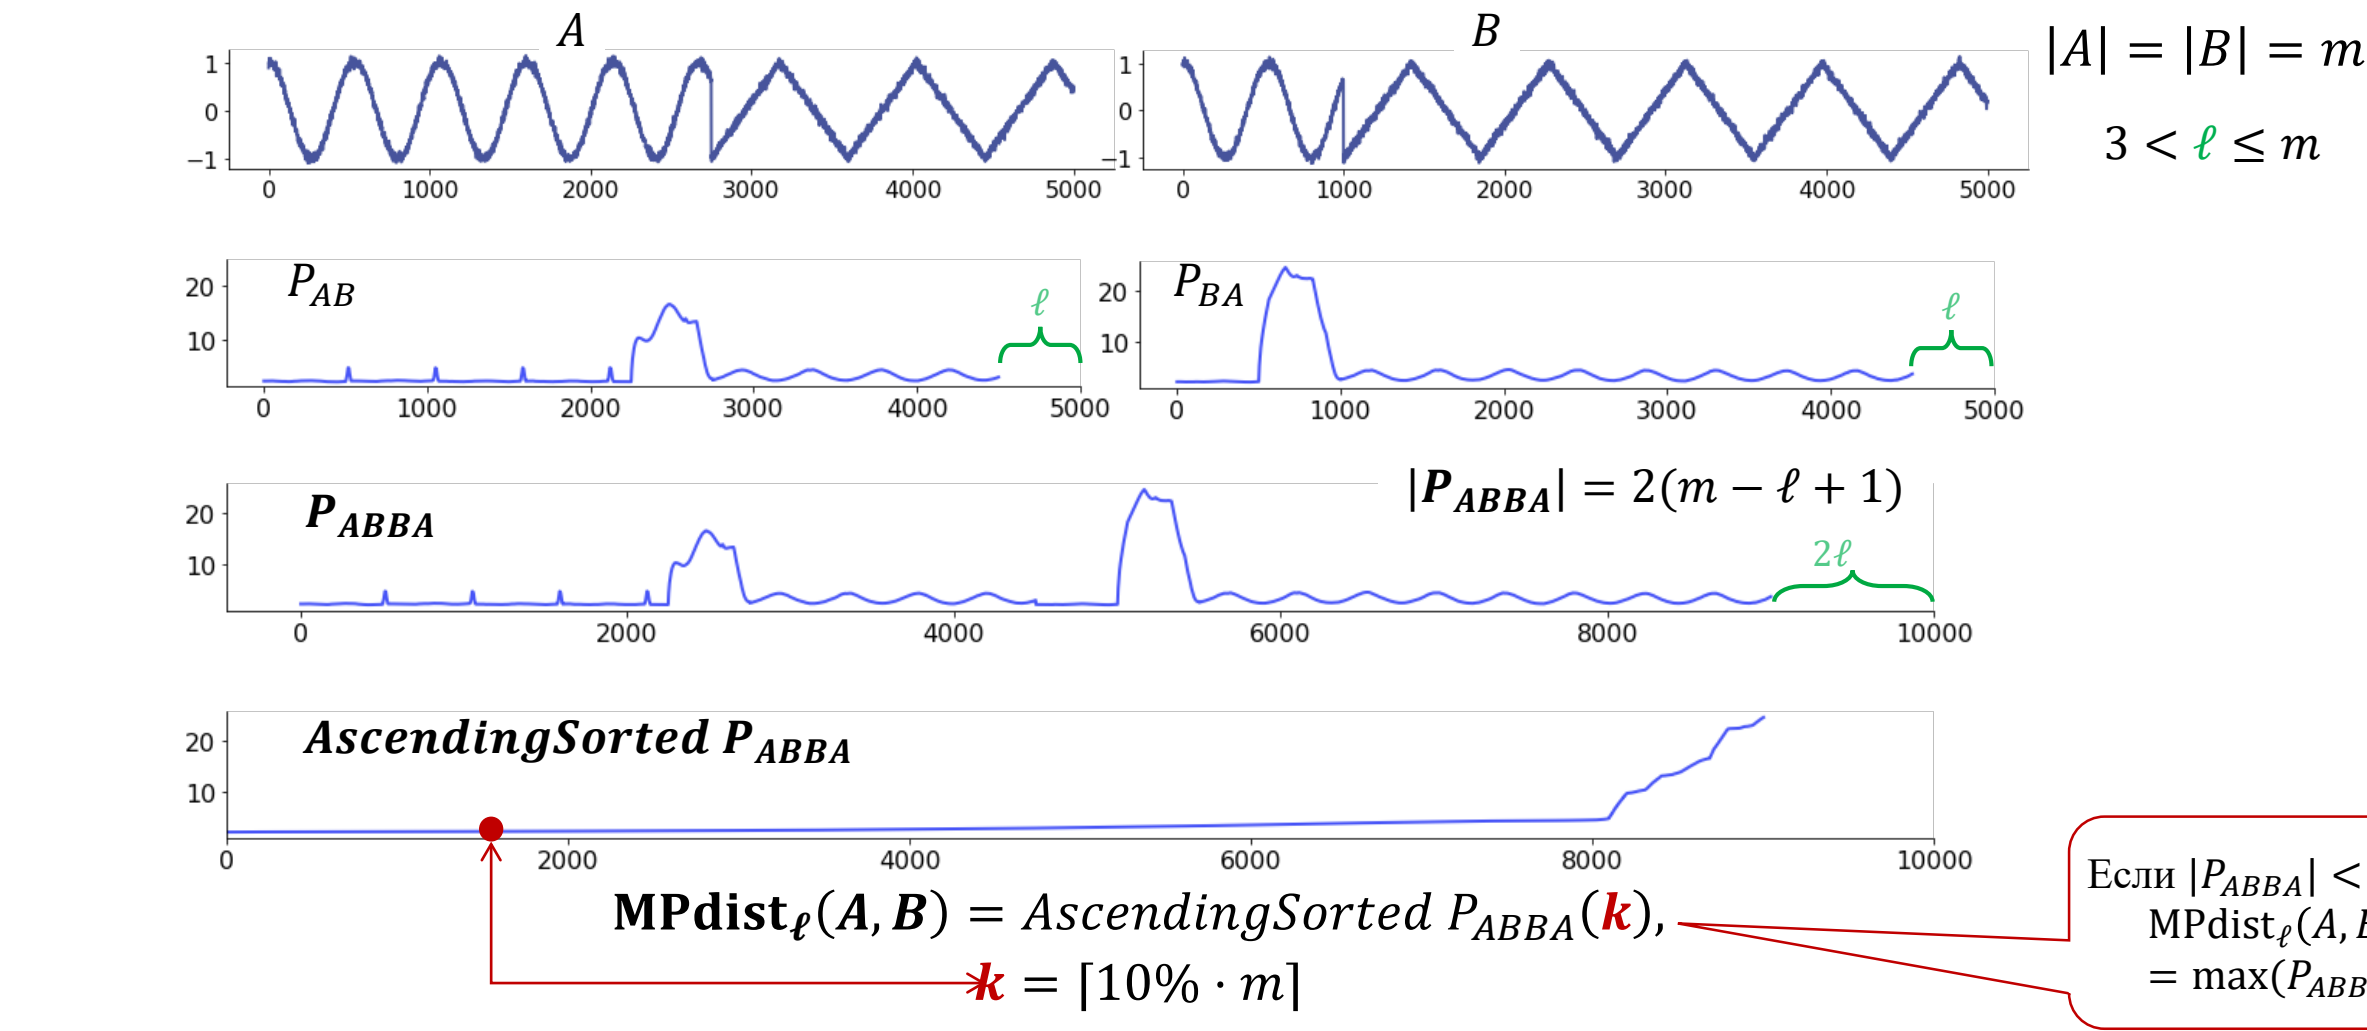 A
B
|A| = |B| = m
3 < ℓ ≤ m
1
0
−1
0 1000 2000 3000 4000 5000
1
0
−1
0 1000 2000 3000 4000 5000
P_AB
20
10
ℓ
0 1000 2000 3000 4000 5000
P_BA
20
10
ℓ
0 1000 2000 3000 4000 5000
|P_ABBA| = 2(m − ℓ + 1)
P_ABBA
20
10
2ℓ
0 2000 4000 6000 8000 10000
AscendingSorted P_ABBA
20
10
0 2000 4000 6000 8000 10000
MPdist_ℓ(A, B) = AscendingSorted P_ABBA(k),
k = ⌈10% · m⌉
Если |P_ABBA| <
MPdist_ℓ(A,
= max(P_ABB